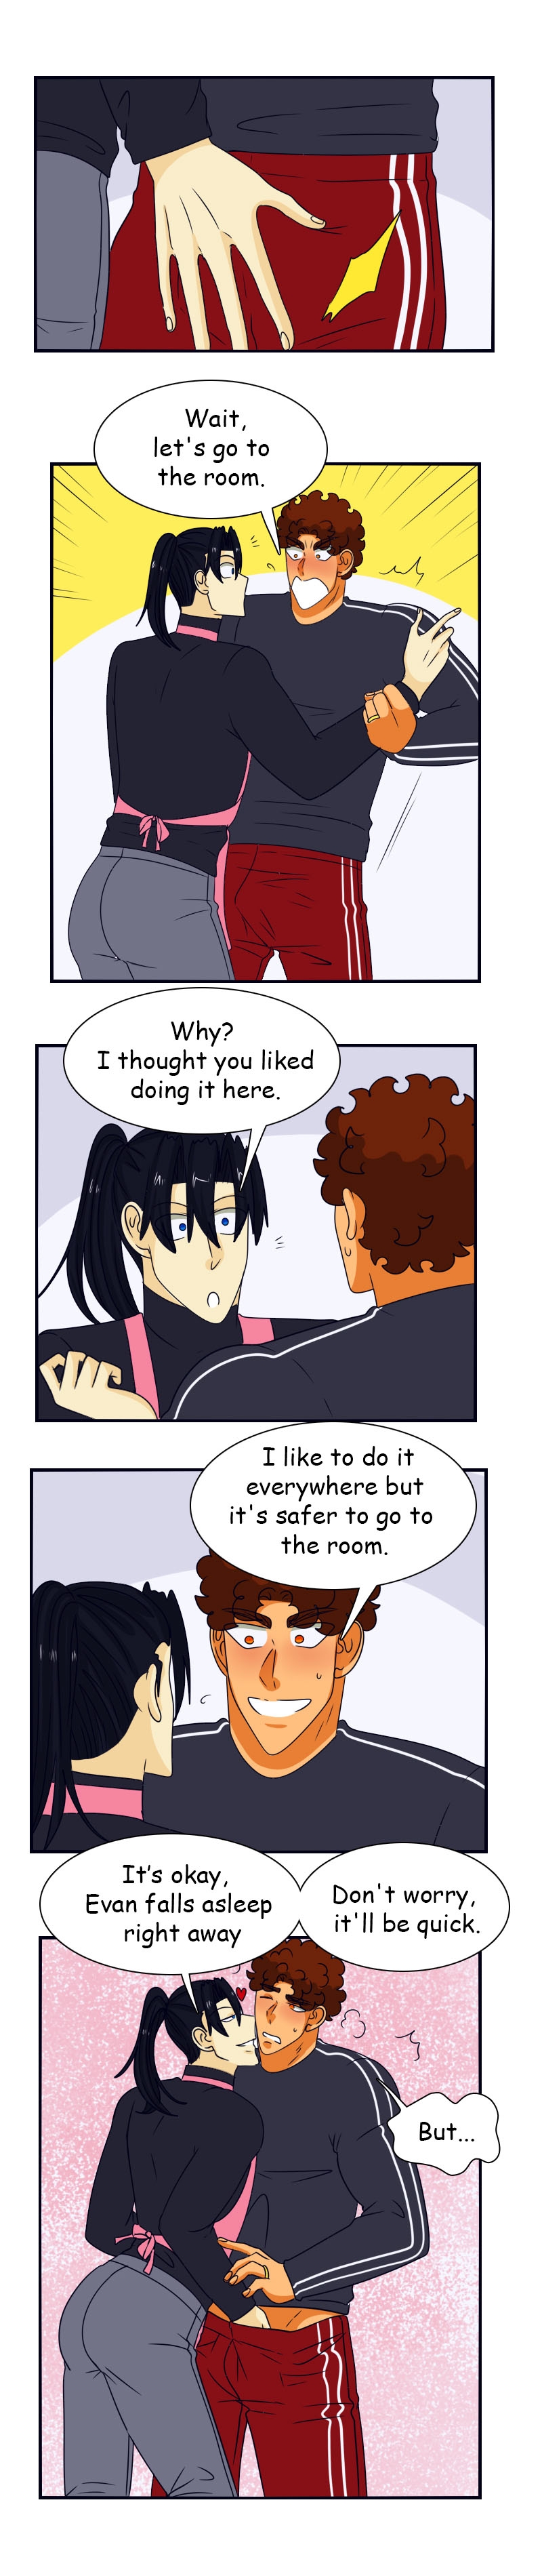 Wait,
let's go to
the room.
Why?
I thought you liked
doing it here.
I like to do it
everywhere but
it's safer to go to
the room.
It's okay,
Evan falls asleep
right away
Don't worry,
it'll be quick.
But...